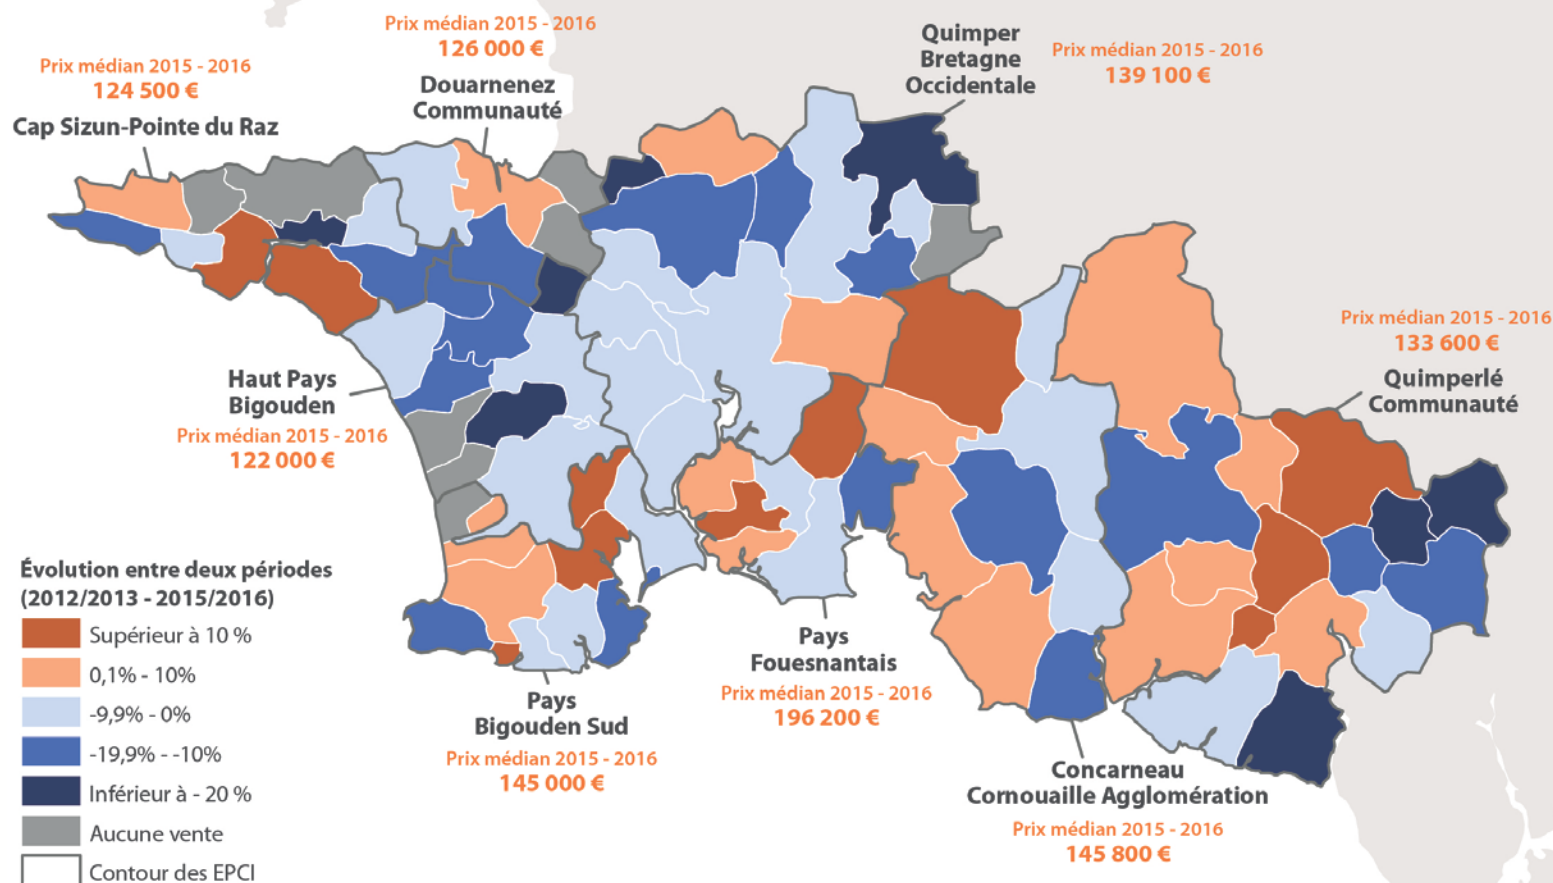 Prix médian 2015 - 2016
124 500 €
Cap Sizun-Pointe du Raz
Prix médian 2015 - 2016
126 000 €
Douarnenez
Communauté
Quimper
Bretagne
Occidentale
Prix médian 2015 - 2016
139 100 €
Prix médian 2015 - 2016
133 600 €
Quimperlé
Communauté
Haut Pays
Bigouden
Prix médian 2015 - 2016
122 000 €
Pays
Bigouden Sud
Prix médian 2015 - 2016
145 000 €
Pays
Fouesnantais
Prix médian 2015 - 2016
196 200 €
Concarneau
Cornouaille Agglomération
Prix médian 2015 - 2016
145 800 €
Évolution entre deux périodes
(2012/2013 - 2015/2016)
Supérieur à 10 %
0,1% - 10%
-9,9% - 0%
-19,9% - -10%
Inférieur à - 20 %
Aucune vente
Contour des EPCI